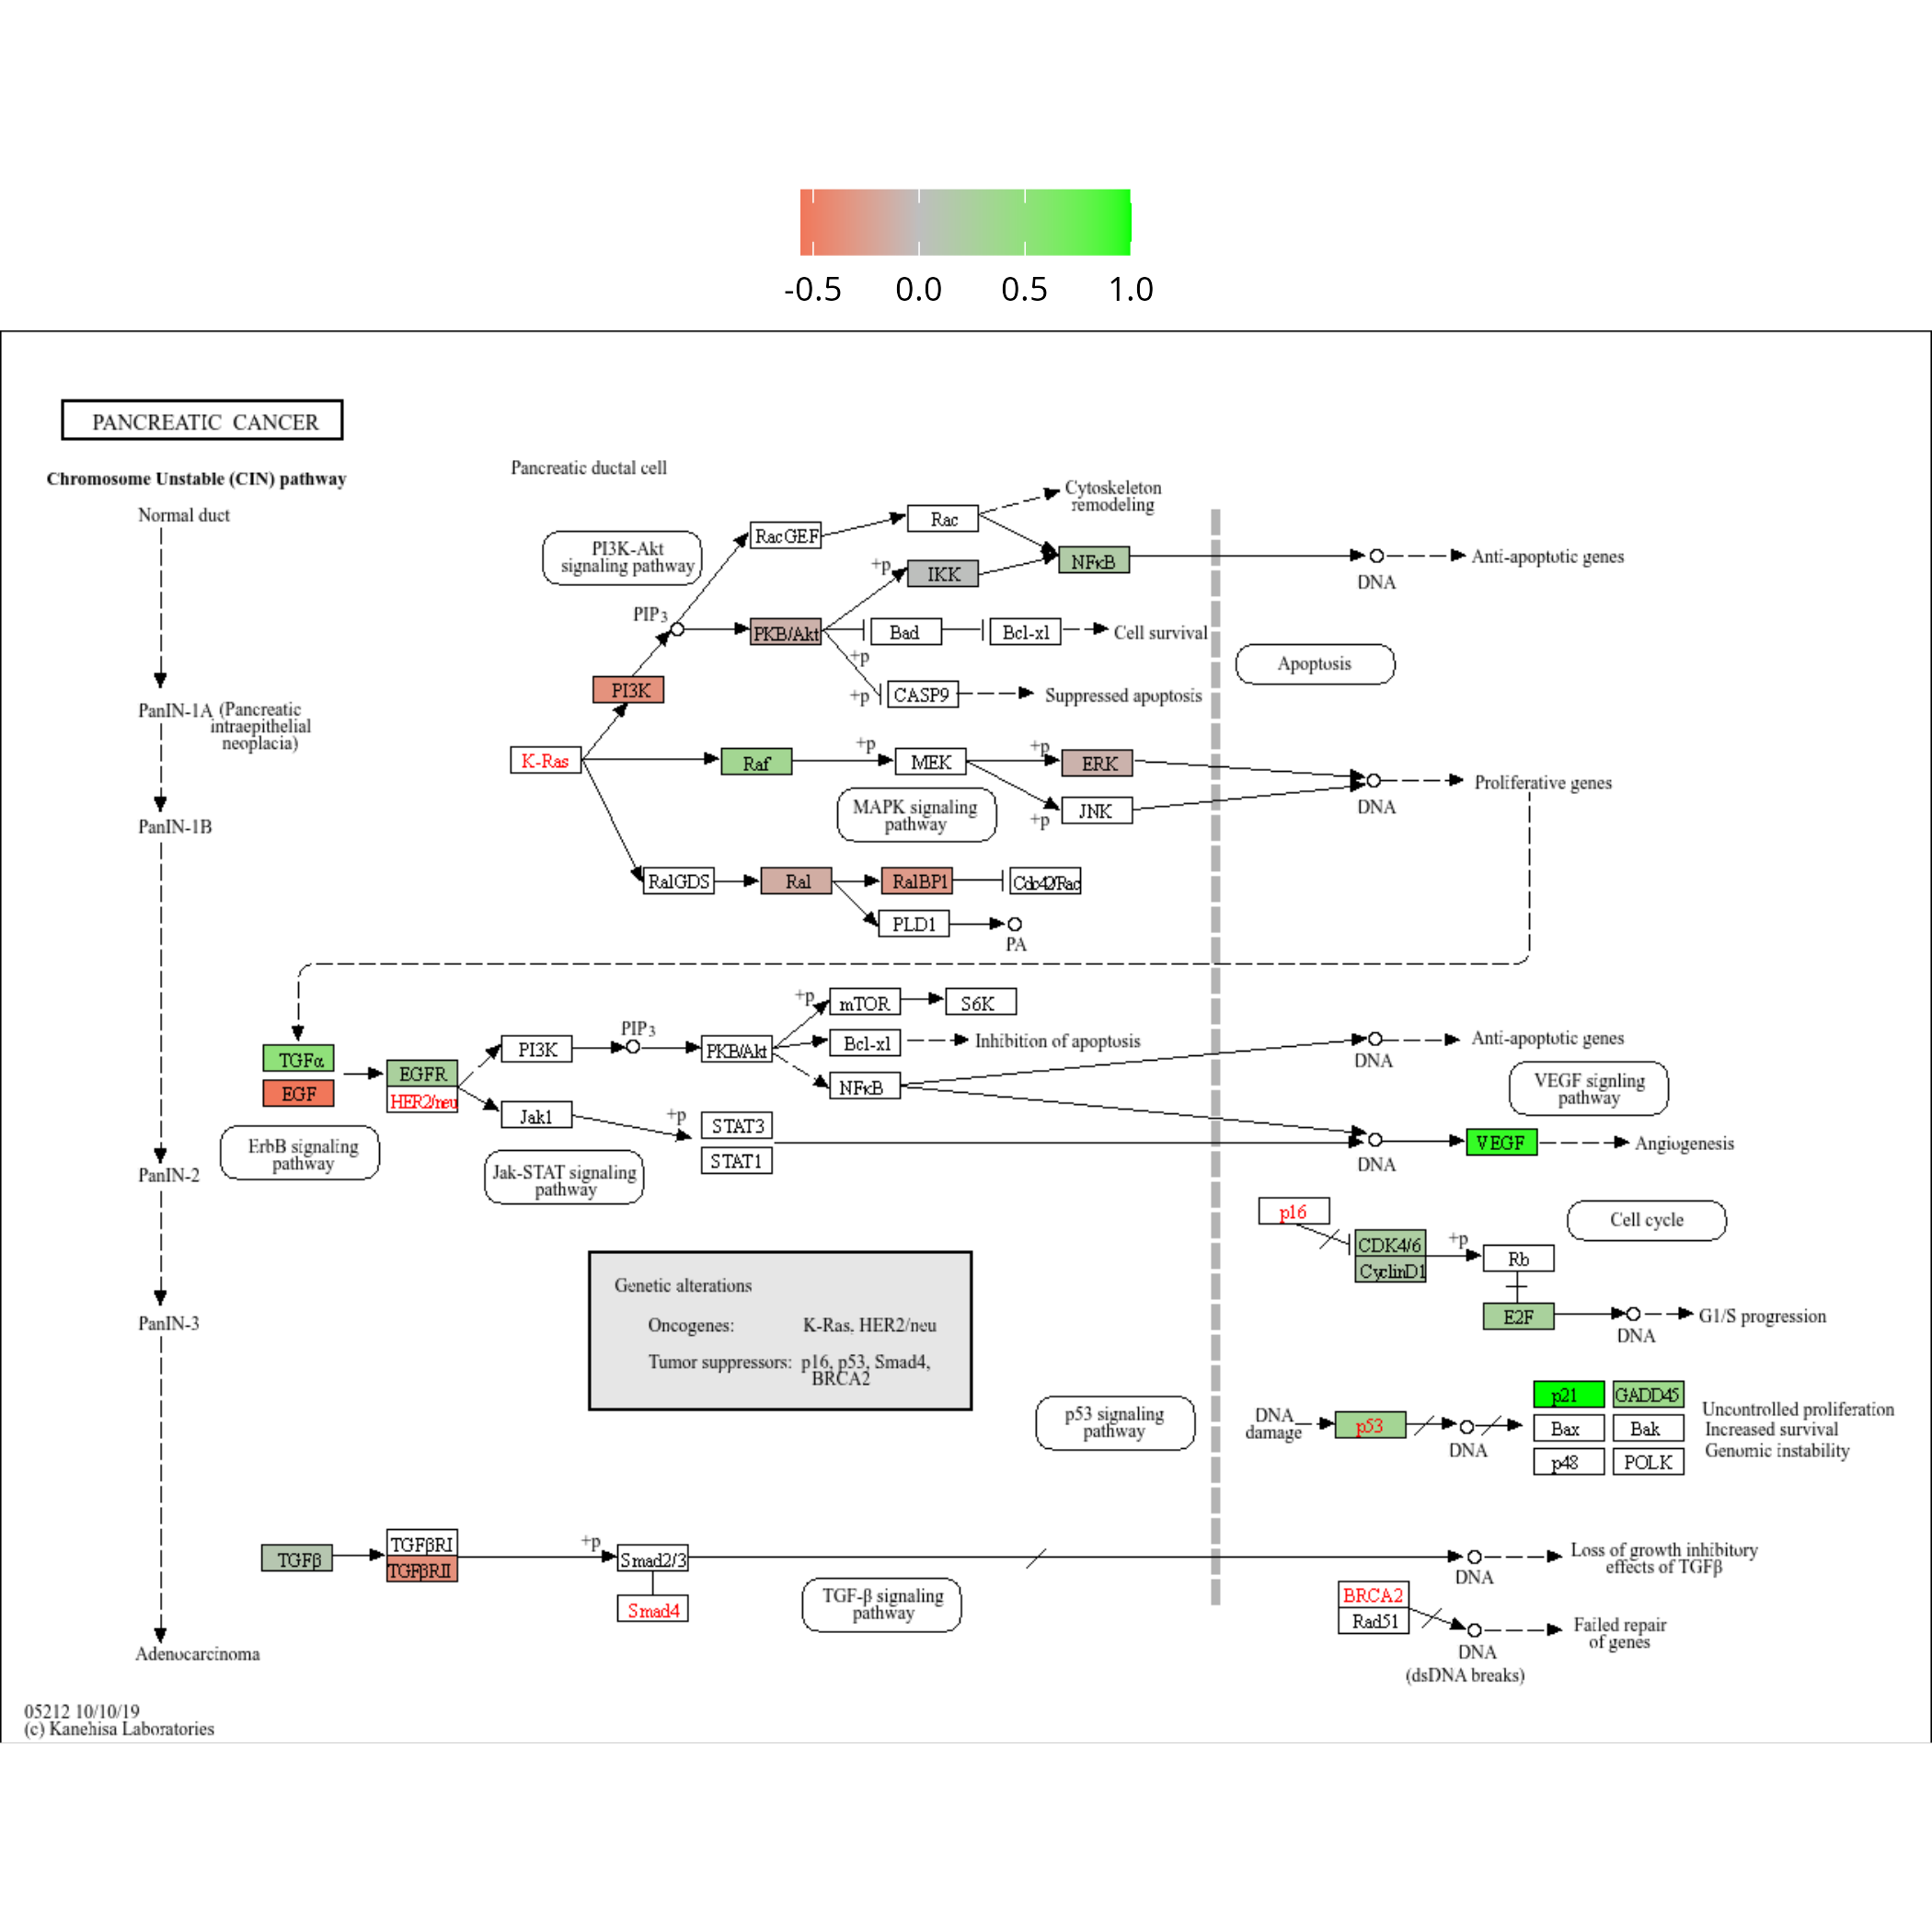 -0.5 0.0 0.5 1.0
PANCREATIC CANCER
Chromosome Unstable (CIN) pathway
Normal duct
PanIN-1A (Pancreatic
intraepithelial
neoplacia)
PanIN-1B
PanIN-2
PanIN-3
Adenocarcinoma
Pancreatic ductal cell
PI3K-Akt
signaling pathway
RacGEF
Rac
Cytoskeleton
remodeling
+p
IKK
NFκB
DNA
Anti-apoptotic genes
PIP3
PKB/Akt
Bad
Bcl-xl
Cell survival
+p
+p
CASP9
Suppressed apoptosis
Apoptosis
PI3K
K-Ras
Raf
+p
MEK
+p
ERK
DNA
Proliferative genes
MAPK signaling
pathway
+p
JNK
RalGDS
Ral
RalBP1
Cdc42/Rac
PLD1
PA
TGFα
EGF
EGFR
HER2/neu
ErbB signaling
pathway
PI3K
PIP3
PKB/Akt
+p
mTOR
S6K
Bcl-xl
Inhibition of apoptosis
NFκB
DNA
Anti-apoptotic genes
VEGF signling
pathway
Jak1
+p
STAT3
STAT1
Jak-STAT signaling
pathway
DNA
VEGF
Angiogenesis
p16
CDK4/6
CyclinD1
+p
Rb
Cell cycle
E2F
DNA
G1/S progression
Genetic alterations
Oncogenes: K-Ras, HER2/neu
Tumor suppressors: p16, p53, Smad4,
BRCA2
p53 signaling
pathway
DNA
damage
p53
DNA
p21
GADD45
Bax
Bak
p48
POLK
Uncontrolled proliferation
Increased survival
Genomic instability
TGFβ
TGFβRI
TGFβRII
+p
Smad2/3
Smad4
TGF-β signaling
pathway
DNA
Loss of growth inhibitory
effects of TGFβ
BRCA2
Rad51
DNA
(dsDNA breaks)
Failed repair
of genes
05212 10/10/19
(c) Kanehisa Laboratories